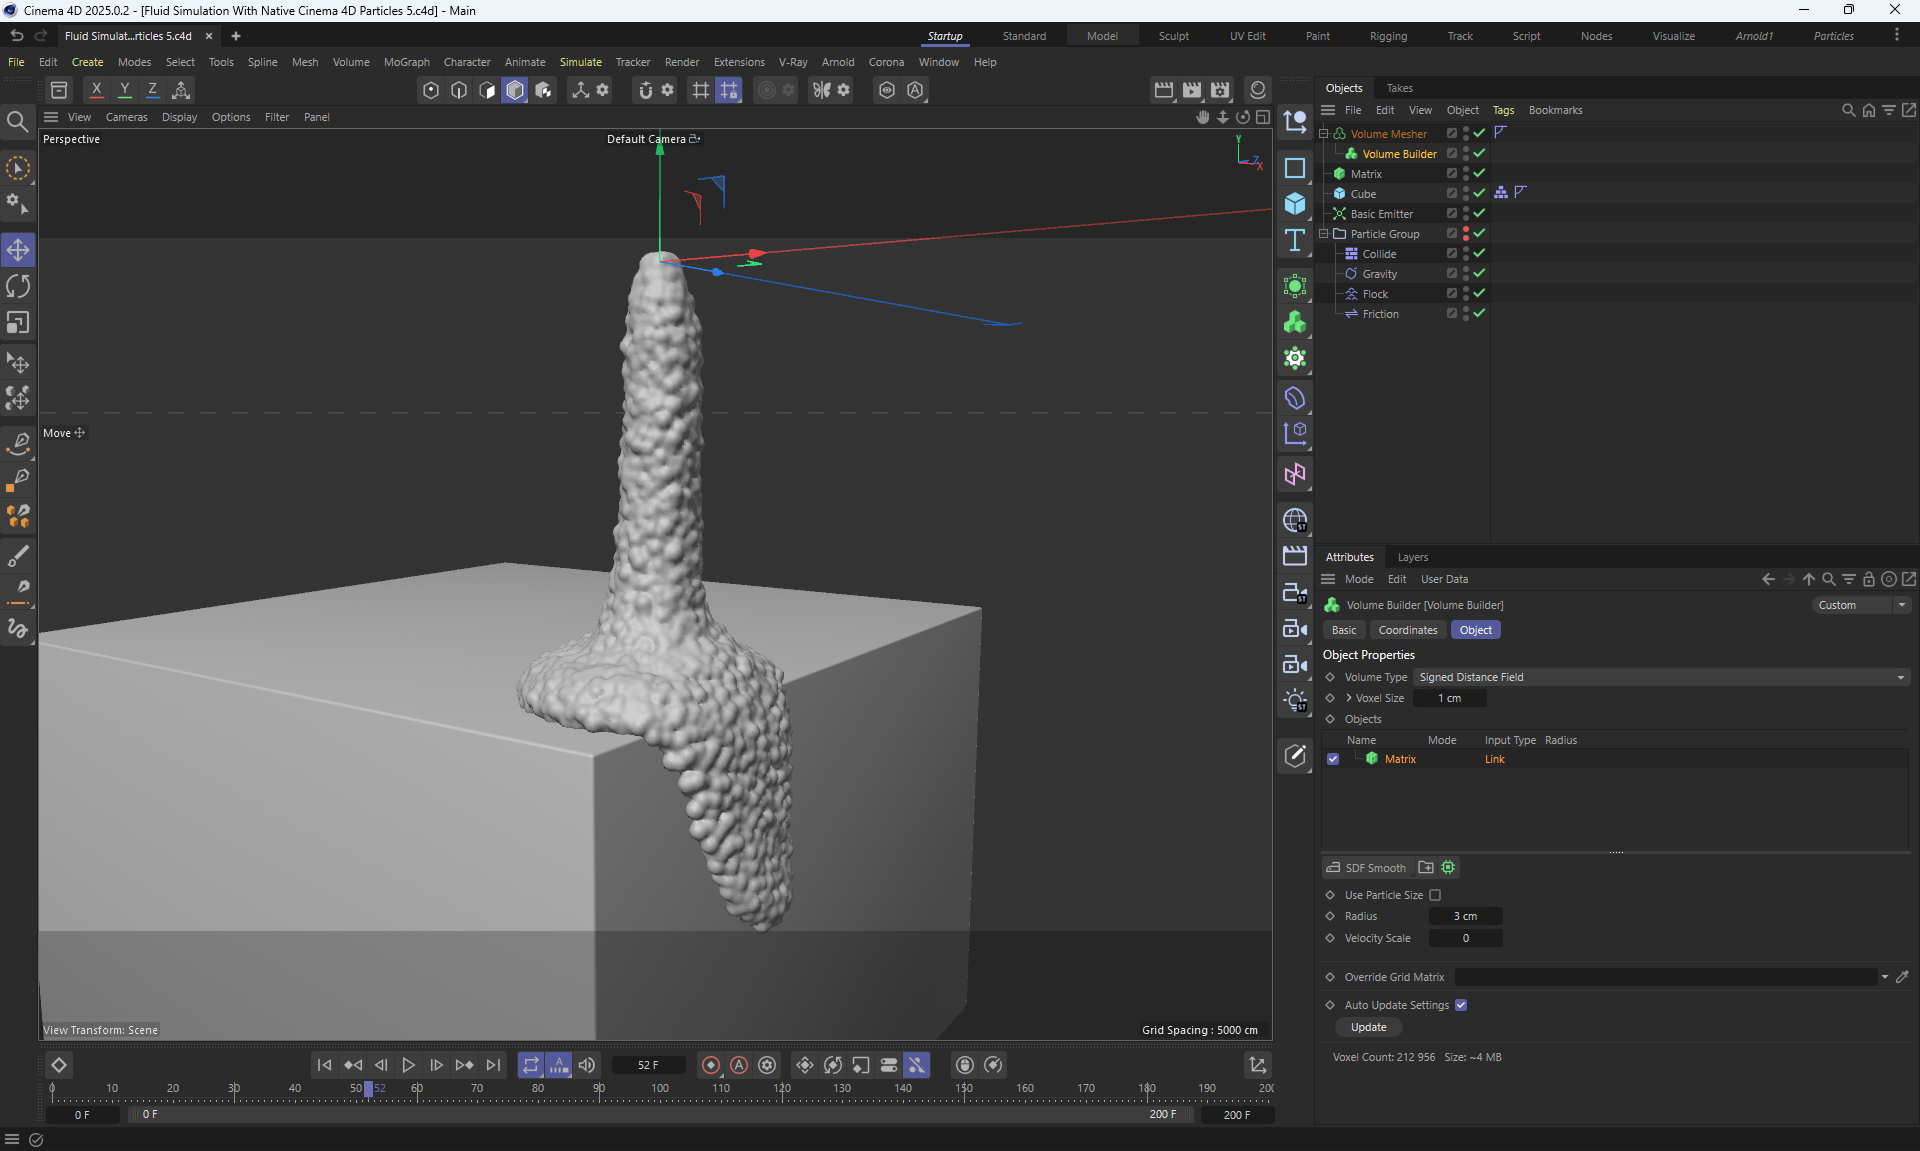 Cinema 4D 2025.0.2 - [Fluid Simulation With Native Cinema 4D Particles 5.c4d] - Main
Fluid Simulat...rticles 5.c4d × +
Startup Standard Model Sculpt UV Edit Paint Rigging Track Script Nodes Visualize Arnold1 Particles
File Edit Create Modes Select Tools Spline Mesh Volume MoGraph Character Animate Simulate Tracker Render Extensions V-Ray Arnold Corona Window Help
X Y Z
View Cameras Display Options Filter Panel
Perspective
Default Camera
Y
Z
X
Move
View Transform: Scene
Grid Spacing : 5000 cm
52 F
0 10 20 30 40 50 52 60 70 80 90 100 110 120 130 140 150 160 170 180 190 200
0 F
0 F
200 F
200 F
Objects Takes
File Edit View Object Tags Bookmarks
Volume Mesher
Volume Builder
Matrix
Cube
Basic Emitter
Particle Group
Collide
Gravity
Flock
Friction
Attributes Layers
Mode Edit User Data
Volume Builder [Volume Builder]
Custom
Basic Coordinates Object
Object Properties
Volume Type Signed Distance Field
Voxel Size 1 cm
Objects
Name Mode Input Type Radius
Matrix Link
SDF Smooth
Use Particle Size
Radius 3 cm
Velocity Scale 0
Override Grid Matrix
Auto Update Settings
Update
Voxel Count: 212 956 Size: ~4 MB